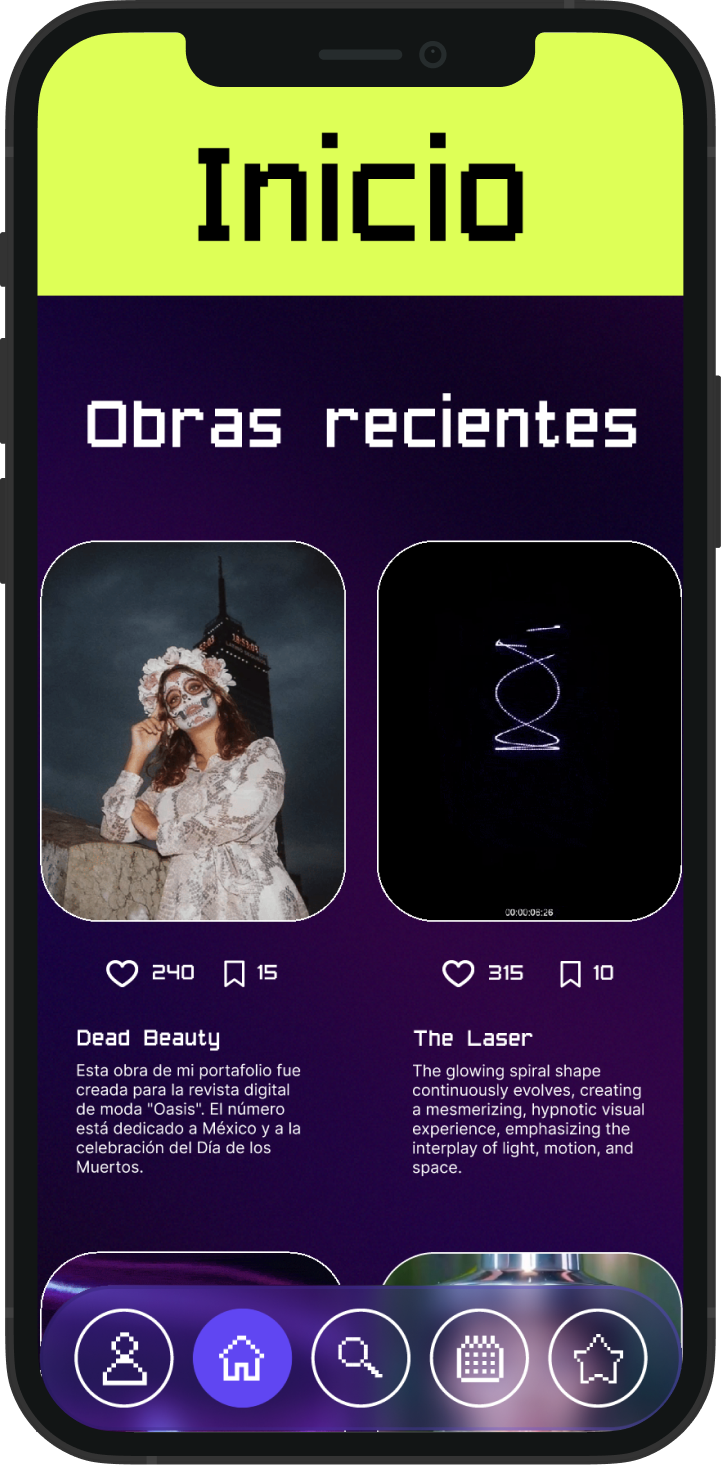 Inicio
Obras recientes
00:00:06:26
240
15
315
10
Dead Beauty
Esta obra de mi portafolio fue
creada para la revista digital
de moda "Oasis". El número
está dedicado a México y a la
celebración del Día de los
Muertos.
The Laser
The glowing spiral shape
continuously evolves, creating
a mesmerizing, hypnotic visual
experience, emphasizing the
interplay of light, motion, and
space.